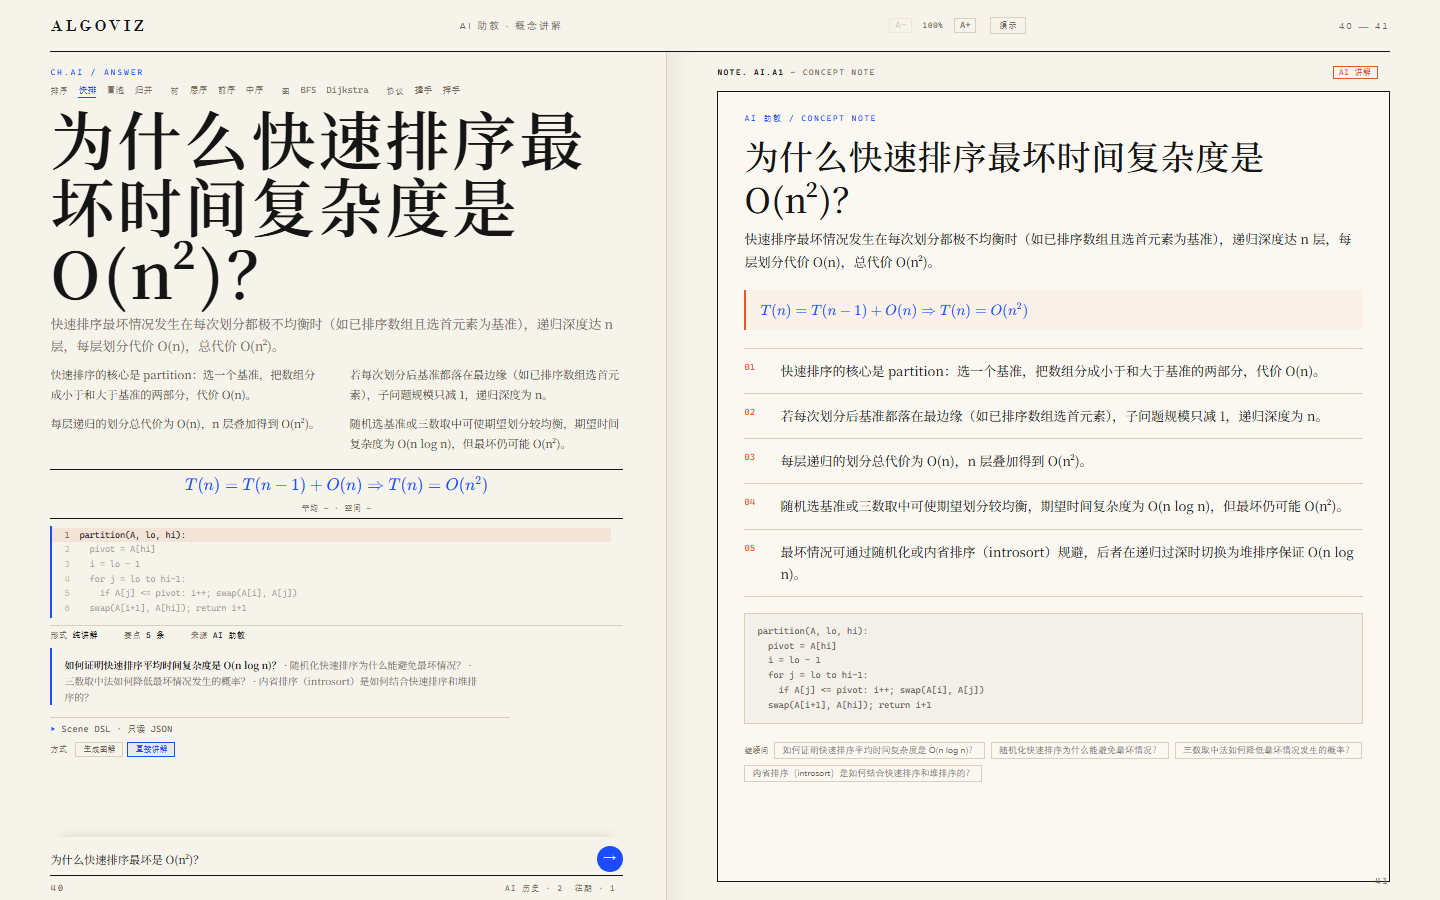 ALGOVIZ
AI 助教 · 概念讲解
A− 100% A+ 演示
40 — 41
CH.AI / ANSWER
排序 快排 冒泡 归并 树 层序 前序 中序 图 BFS Dijkstra 协议 握手 挥手
为什么快速排序最
坏时间复杂度是
O(n²)?
快速排序最坏情况发生在每次划分都极不均衡时（如已排序数组且选首元素为基准），递归深度达 n
层，每层划分代价 O(n)，总代价 O(n²)。
快速排序的核心是 partition：选一个基准，把数组分
成小于和大于基准的两部分，代价 O(n)。
每层递归的划分总代价为 O(n)，n 层叠加得到 O(n²)。
若每次划分后基准都落在最边缘（如已排序数组选首元
素），子问题规模只减 1，递归深度为 n。
随机选基准或三数取中可使期望划分较均衡，期望时间
复杂度为 O(n log n)，但最坏仍可能 O(n²)。
T(n) = T(n − 1) + O(n) ⇒ T(n) = O(n²)
平均 — · 空间 —
1 partition(A, lo, hi):
2 pivot = A[hi]
3 i = lo − 1
4 for j = lo to hi−1:
5 if A[j] <= pivot: i++; swap(A[i], A[j])
6 swap(A[i+1], A[hi]); return i+1
形式 纯讲解 要点 5 条 来源 AI 助教
如何证明快速排序平均时间复杂度是 O(n log n)？ · 随机化快速排序为什么能避免最坏情况？ ·
三数取中法如何降低最坏情况发生的概率？ · 内省排序（introsort）是如何结合快速排序和堆排
序的？
▸ Scene DSL · 只读 JSON
方式 生成图解 直接讲解
为什么快速排序最坏是 O(n²)?
→
40
AI 历史 · 2 往期 · 1
NOTE. AI.A1 — CONCEPT NOTE
AI 讲解
AI 助教 / CONCEPT NOTE
为什么快速排序最坏时间复杂度是
O(n²)?
快速排序最坏情况发生在每次划分都极不均衡时（如已排序数组且选首元素为基准），递归深度达 n 层，每
层划分代价 O(n)，总代价 O(n²)。
T(n) = T(n − 1) + O(n) ⇒ T(n) = O(n²)
01 快速排序的核心是 partition：选一个基准，把数组分成小于和大于基准的两部分，代价 O(n)。
02 若每次划分后基准都落在最边缘（如已排序数组选首元素），子问题规模只减 1，递归深度为 n。
03 每层递归的划分总代价为 O(n)，n 层叠加得到 O(n²)。
04 随机选基准或三数取中可使期望划分较均衡，期望时间复杂度为 O(n log n)，但最坏仍可能 O(n²)。
05 最坏情况可通过随机化或内省排序（introsort）规避，后者在递归过深时切换为堆排序保证 O(n log
n)。
partition(A, lo, hi):
pivot = A[hi]
i = lo − 1
for j = lo to hi−1:
if A[j] <= pivot: i++; swap(A[i], A[j])
swap(A[i+1], A[hi]); return i+1
继续问 如何证明快速排序平均时间复杂度是 O(n log n)？ 随机化快速排序为什么能避免最坏情况？ 三数取中法如何降低最坏情况发生的概率？
内省排序（introsort）是如何结合快速排序和堆排序的？
41